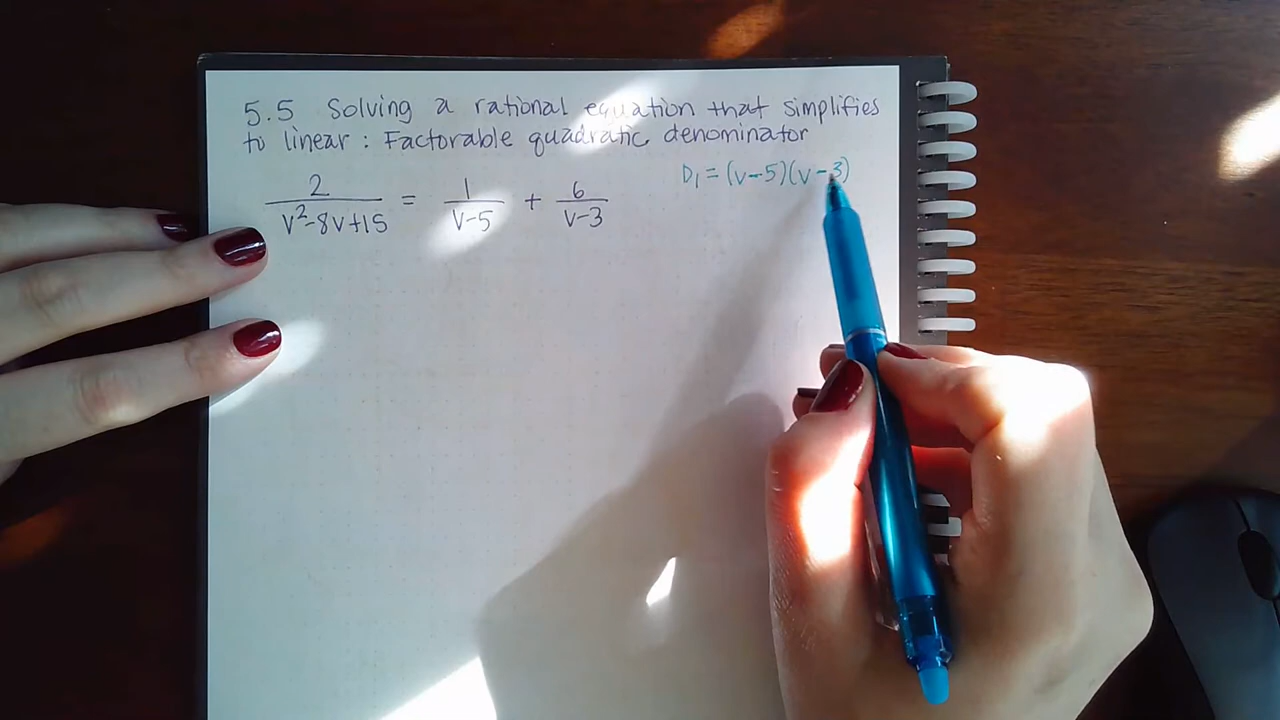 5.5 Solving a rational equation that simplifies
to linear : Factorable quadratic denominator
D₁ = (v-5)(v-3)
2/(v²-8v+15) = 1/(v-5) + 6/(v-3)